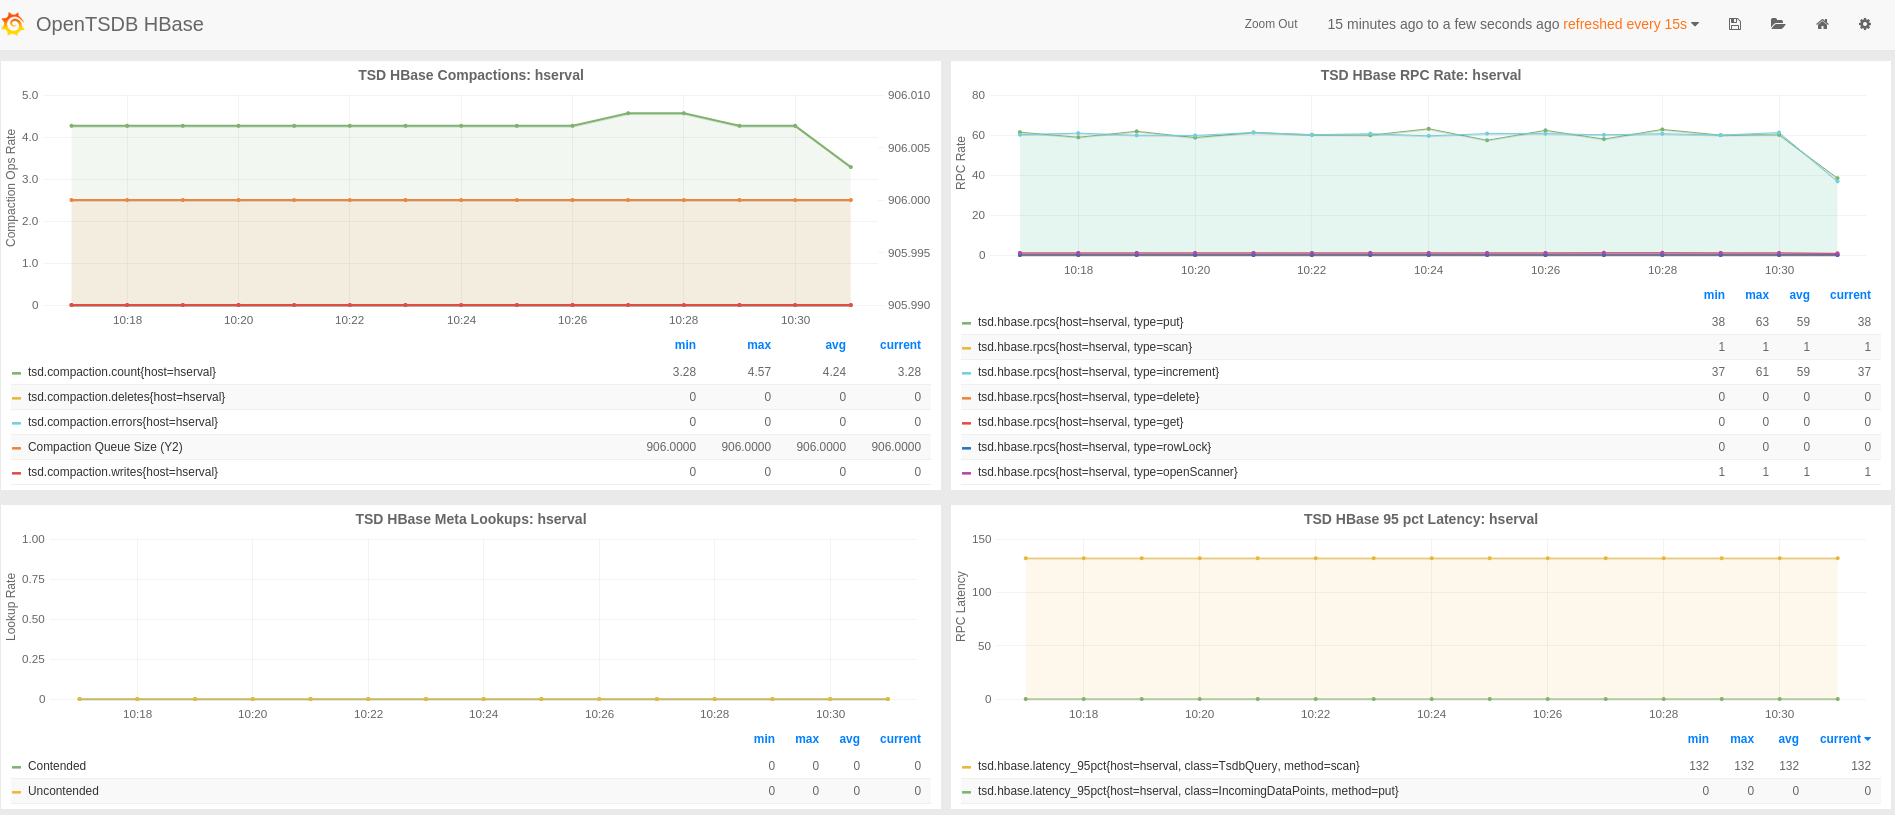 OpenTSDB HBase
Zoom Out
15 minutes ago to a few seconds ago refreshed every 15s
TSD HBase Compactions: hserval
Compaction Ops Rate
5.0
4.0
3.0
2.0
1.0
0
906.010
906.005
906.000
905.995
905.990
10:18 10:20 10:22 10:24 10:26 10:28 10:30
min max avg current
tsd.compaction.count{host=hserval} 3.28 4.57 4.24 3.28
tsd.compaction.deletes{host=hserval} 0 0 0 0
tsd.compaction.errors{host=hserval} 0 0 0 0
Compaction Queue Size (Y2) 906.0000 906.0000 906.0000 906.0000
tsd.compaction.writes{host=hserval} 0 0 0 0
TSD HBase RPC Rate: hserval
RPC Rate
80
60
40
20
0
10:18 10:20 10:22 10:24 10:26 10:28 10:30
min max avg current
tsd.hbase.rpcs{host=hserval, type=put} 38 63 59 38
tsd.hbase.rpcs{host=hserval, type=scan} 1 1 1 1
tsd.hbase.rpcs{host=hserval, type=increment} 37 61 59 37
tsd.hbase.rpcs{host=hserval, type=delete} 0 0 0 0
tsd.hbase.rpcs{host=hserval, type=get} 0 0 0 0
tsd.hbase.rpcs{host=hserval, type=rowLock} 0 0 0 0
tsd.hbase.rpcs{host=hserval, type=openScanner} 1 1 1 1
TSD HBase Meta Lookups: hserval
Lookup Rate
1.00
0.75
0.50
0.25
0
10:18 10:20 10:22 10:24 10:26 10:28 10:30
min max avg current
Contended 0 0 0 0
Uncontended 0 0 0 0
TSD HBase 95 pct Latency: hserval
RPC Latency
150
100
50
0
10:18 10:20 10:22 10:24 10:26 10:28 10:30
min max avg current
tsd.hbase.latency_95pct{host=hserval, class=TsdbQuery, method=scan} 132 132 132 132
tsd.hbase.latency_95pct{host=hserval, class=IncomingDataPoints, method=put} 0 0 0 0